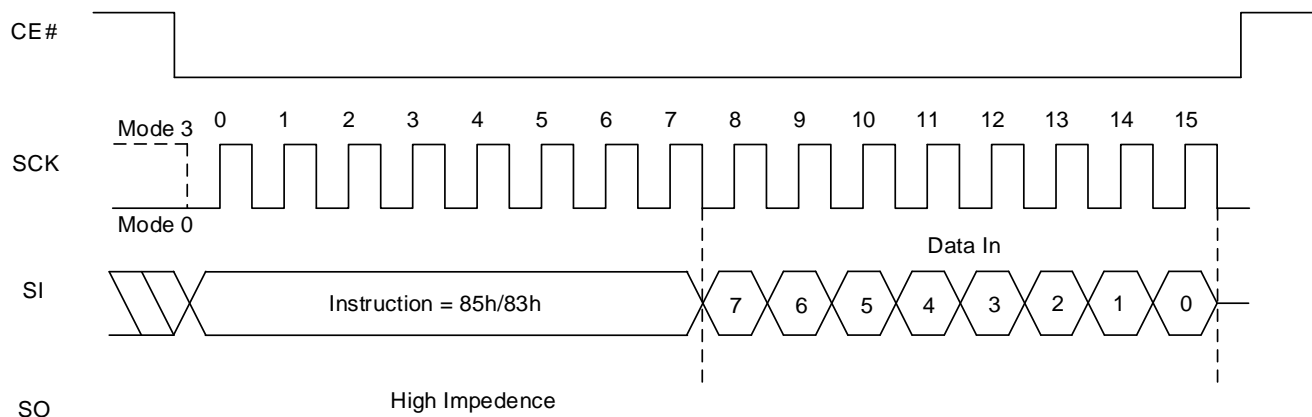 CE#
Mode 3
0 1 2 3 4 5 6 7 8 9 10 11 12 13 14 15
SCK
Mode 0
Data In
SI
Instruction = 85h/83h
7 6 5 4 3 2 1 0
High Impedence
SO